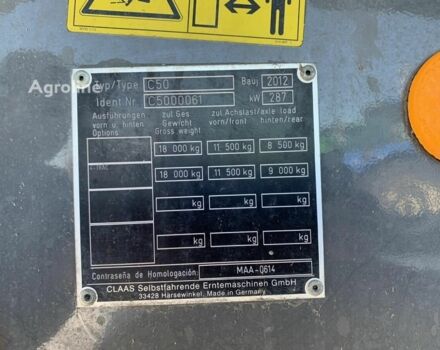 Agroline
Typ/Type C50 Bauj. 2012
Ident Nr. C5000061 kW 287
Ausführungen zul Ges zul Achslast/axle load
vorn u. hinten Gewicht vorn/front hinten/rear
Options Gross weight
18 000 kg 11 500 kg 8 500 kg
4-TRAC
18 000 kg 11 500 kg 9 000 kg
kg kg kg
kg kg kg
Contraseña de Homologación: MAA-0614
CLAAS Selbstfahrende Erntemaschinen GmbH
33428 Harsewinkel, Made in Germany